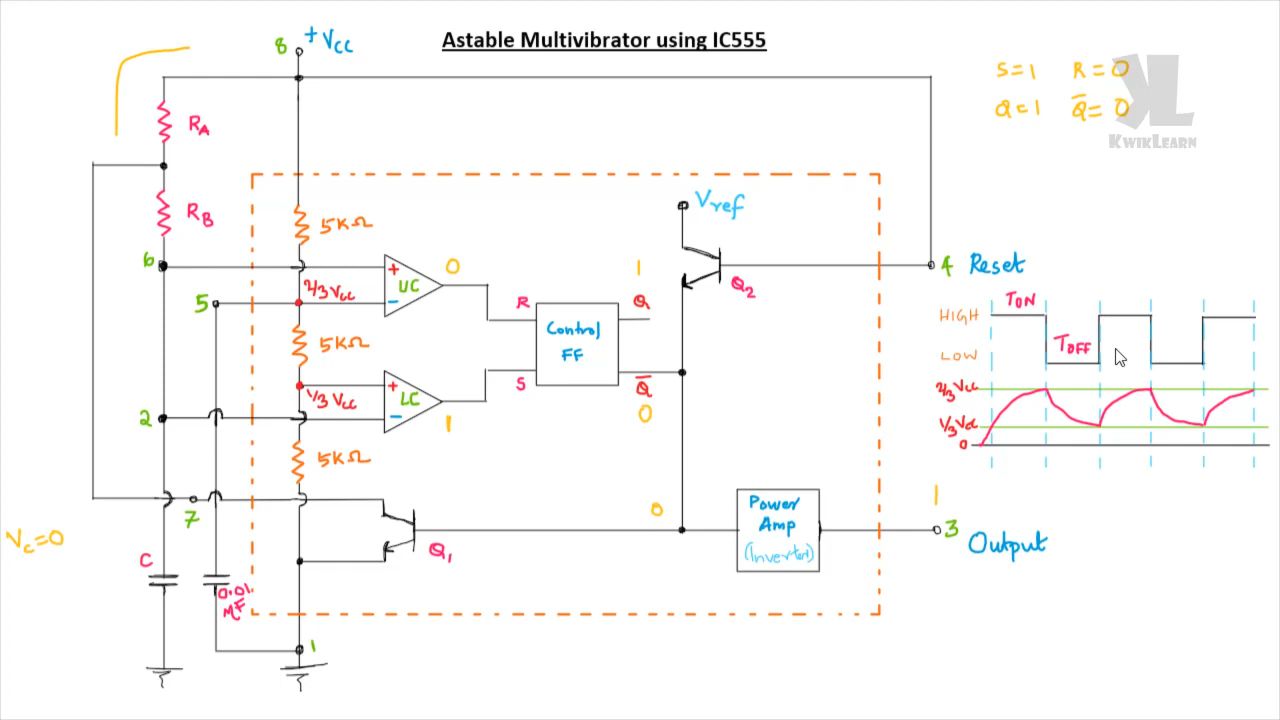 Astable Multivibrator using IC555
8 +VCC
S=1 R=0
Q=1 Q̅=0
KWIKLEARN
RA
RB
Vref
5KΩ
6
0
1
4 Reset
+
UC
−
2/3 VCC
5
R
Q
Q2
TON
HIGH
Control
FF
5KΩ
TOFF
LOW
S
Q̅
+
LC
−
1/3 VCC
2
1
0
2/3 VCC
1/3 VCC
0
5KΩ
7
0
Power
Amp
(Inverter)
1
3
Output
Vc=0
Q1
C
0.01
MF
1